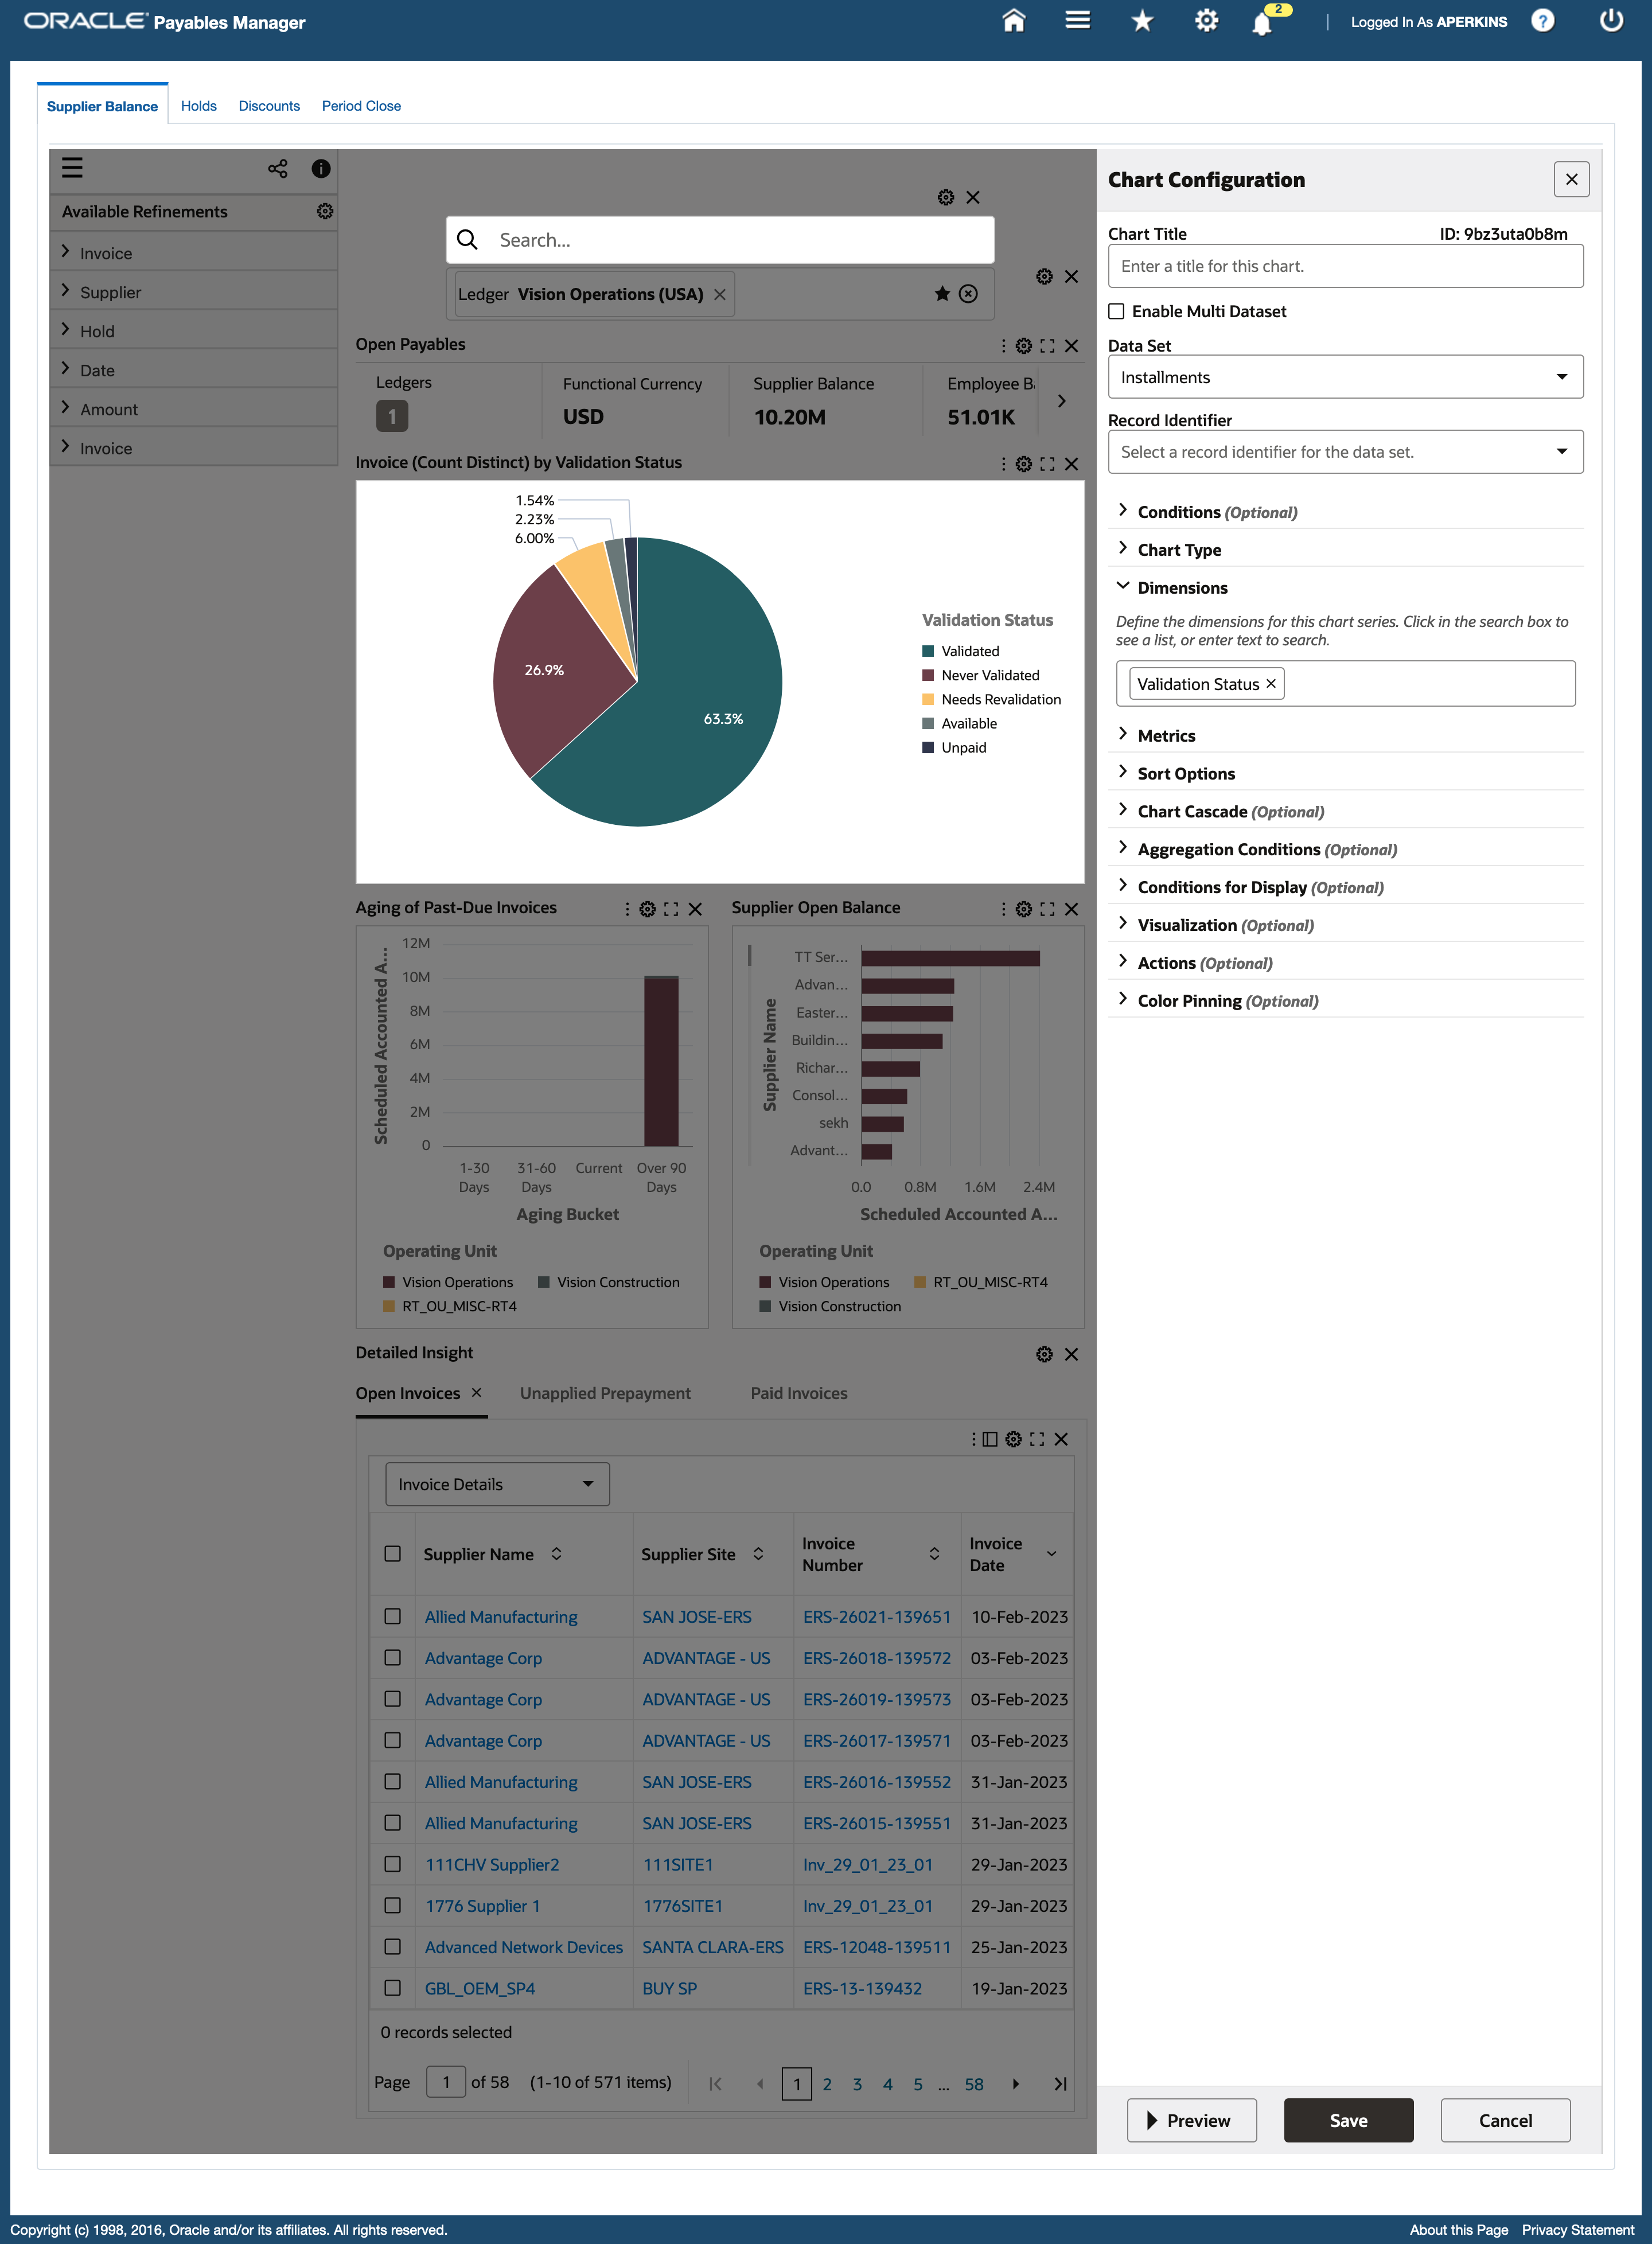 ORACLE Payables Manager
2
Logged In As APERKINS
?
Supplier Balance Holds Discounts Period Close
Available Refinements
Invoice
Supplier
Hold
Date
Amount
Invoice
Search...
Ledger Vision Operations (USA)
Open Payables
Ledgers Functional Currency Supplier Balance Employee B
1 USD 10.20M 51.01K
Invoice (Count Distinct) by Validation Status
1.54%
2.23%
6.00%
26.9%
63.3%
Validation Status
Validated
Never Validated
Needs Revalidation
Available
Unpaid
Aging of Past-Due Invoices
Scheduled Accounted A...
12M
10M
8M
6M
4M
2M
0
1-30 Days
31-60 Days
Current
Over 90 Days
Aging Bucket
Operating Unit
Vision Operations Vision Construction
RT_OU_MISC-RT4
Supplier Open Balance
Supplier Name
TT Ser...
Advan...
Easter...
Buildin...
Richar...
Consol...
sekh
Advant...
0.0 0.8M 1.6M 2.4M
Scheduled Accounted A...
Operating Unit
Vision Operations RT_OU_MISC-RT4
Vision Construction
Detailed Insight
Open Invoices Unapplied Prepayment Paid Invoices
Invoice Details
Supplier Name Supplier Site Invoice Number Invoice Date
Allied Manufacturing SAN JOSE-ERS ERS-26021-139651 10-Feb-2023
Advantage Corp ADVANTAGE - US ERS-26018-139572 03-Feb-2023
Advantage Corp ADVANTAGE - US ERS-26019-139573 03-Feb-2023
Advantage Corp ADVANTAGE - US ERS-26017-139571 03-Feb-2023
Allied Manufacturing SAN JOSE-ERS ERS-26016-139552 31-Jan-2023
Allied Manufacturing SAN JOSE-ERS ERS-26015-139551 31-Jan-2023
111CHV Supplier2 111SITE1 Inv_29_01_23_01 29-Jan-2023
1776 Supplier 1 1776SITE1 Inv_29_01_23_01 29-Jan-2023
Advanced Network Devices SANTA CLARA-ERS ERS-12048-139511 25-Jan-2023
GBL_OEM_SP4 BUY SP ERS-13-139432 19-Jan-2023
0 records selected
Page 1 of 58 (1-10 of 571 items) 1 2 3 4 5 ... 58
Chart Configuration
Chart Title ID: 9bz3uta0b8m
Enter a title for this chart.
Enable Multi Dataset
Data Set
Installments
Record Identifier
Select a record identifier for the data set.
Conditions (Optional)
Chart Type
Dimensions
Define the dimensions for this chart series. Click in the search box to
see a list, or enter text to search.
Validation Status
Metrics
Sort Options
Chart Cascade (Optional)
Aggregation Conditions (Optional)
Conditions for Display (Optional)
Visualization (Optional)
Actions (Optional)
Color Pinning (Optional)
Preview Save Cancel
Copyright (c) 1998, 2016, Oracle and/or its affiliates. All rights reserved.
About this Page Privacy Statement